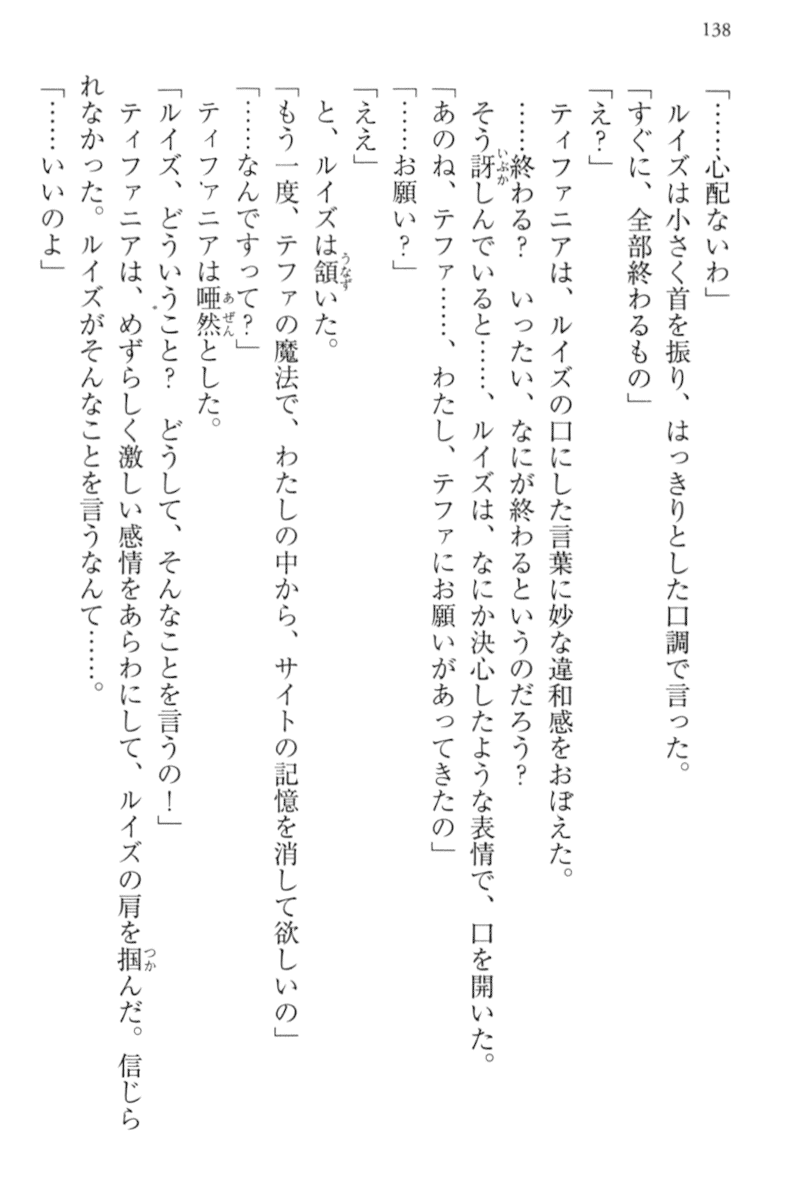 138
「……心配ないわ」
　ルイズは小さく首を振り、はっきりとした口調で言った。
「すぐに、全部終わるもの」
「え？」
　ティファニアは、ルイズの口にした言葉に妙な違和感をおぼえた。
　……終わる？　いったい、なにが終わるというのだろう？
　そう訝しんでいると……、ルイズは、なにか決心したような表情で、口を開いた。
「あのね、テファ……、わたし、テファにお願いがあってきたの」
「……お願い？」
「ええ」
　と、ルイズは頷いた。
「もう一度、テファの魔法で、わたしの中から、サイトの記憶を消して欲しいの」
「……なんですって？」
　ティファニアは唖然とした。
「ルイズ、どういうこと？　どうして、そんなことを言うの！」
　ティファニアは、めずらしく激しい感情をあらわにして、ルイズの肩を掴んだ。信じら
れなかった。ルイズがそんなことを言うなんて……。
「……いいのよ」